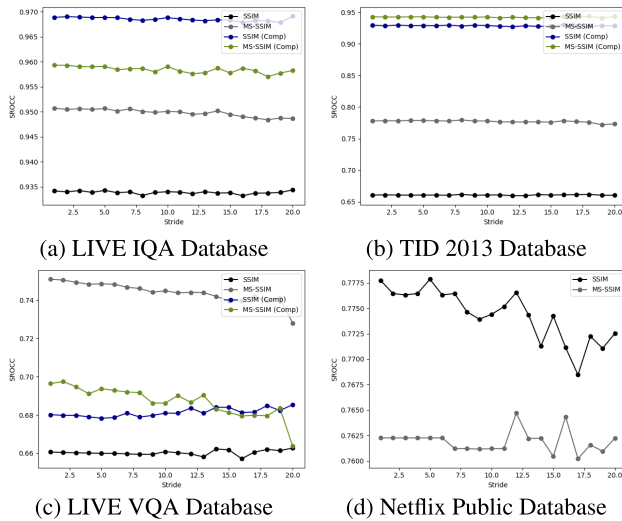 0.970
0.965
0.960
0.955
0.950
0.945
0.940
0.935
SROCC
2.5 5.0 7.5 10.0 12.5 15.0 17.5 20.0
Stride
SSIM
MS-SSIM
SSIM (Comp)
MS-SSIM (Comp)
(a) LIVE IQA Database
0.95
0.90
0.85
0.80
0.75
0.70
0.65
SROCC
2.5 5.0 7.5 10.0 12.5 15.0 17.5 20.0
Stride
SSIM
MS-SSIM
SSIM (Comp)
MS-SSIM (Comp)
(b) TID 2013 Database
0.74
0.72
0.70
0.68
0.66
SROCC
2.5 5.0 7.5 10.0 12.5 15.0 17.5 20.0
Stride
SSIM
MS-SSIM
SSIM (Comp)
MS-SSIM (Comp)
(c) LIVE VQA Database
0.7775
0.7750
0.7725
0.7700
0.7675
0.7650
0.7625
0.7600
SROCC
2.5 5.0 7.5 10.0 12.5 15.0 17.5 20.0
Stride
SSIM
MS-SSIM
(d) Netflix Public Database